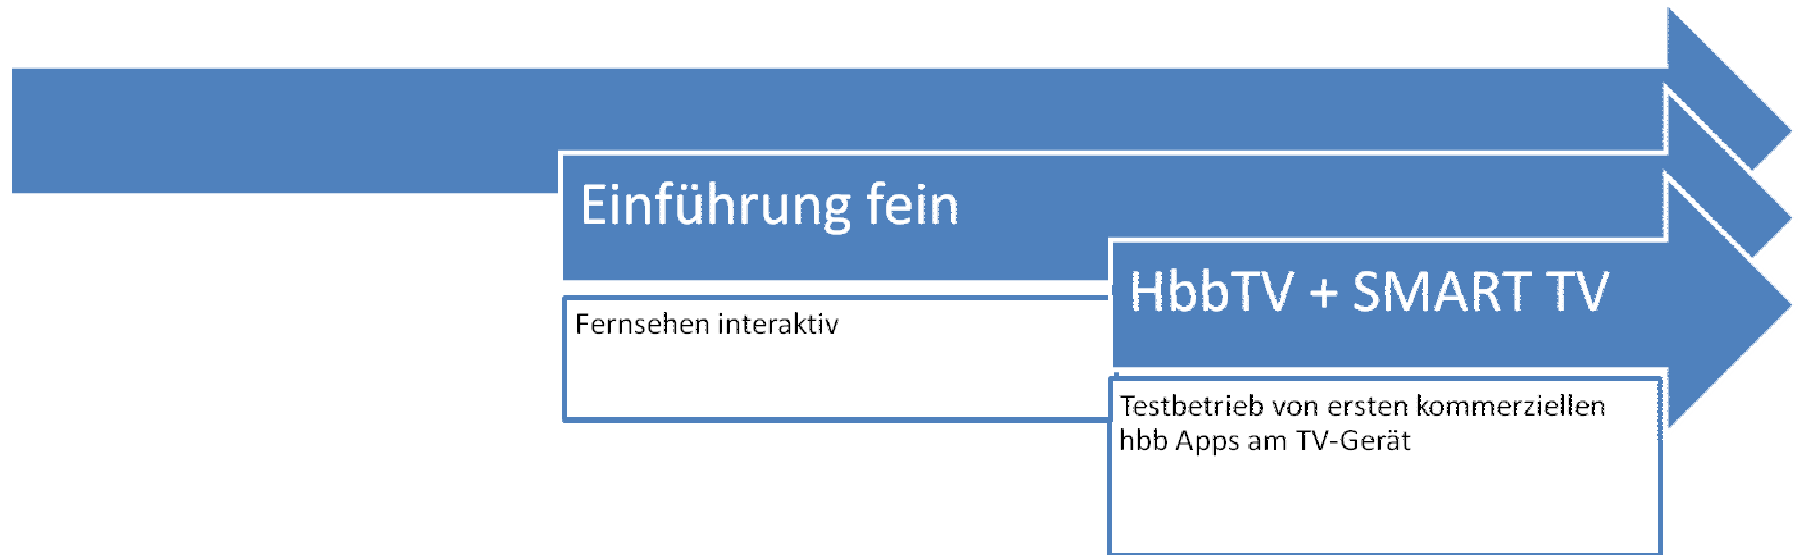 Einführung fein
HbbTV + SMART TV
Fernsehen interaktiv
Testbetrieb von ersten kommerziellen
hbb Apps am TV-Gerät